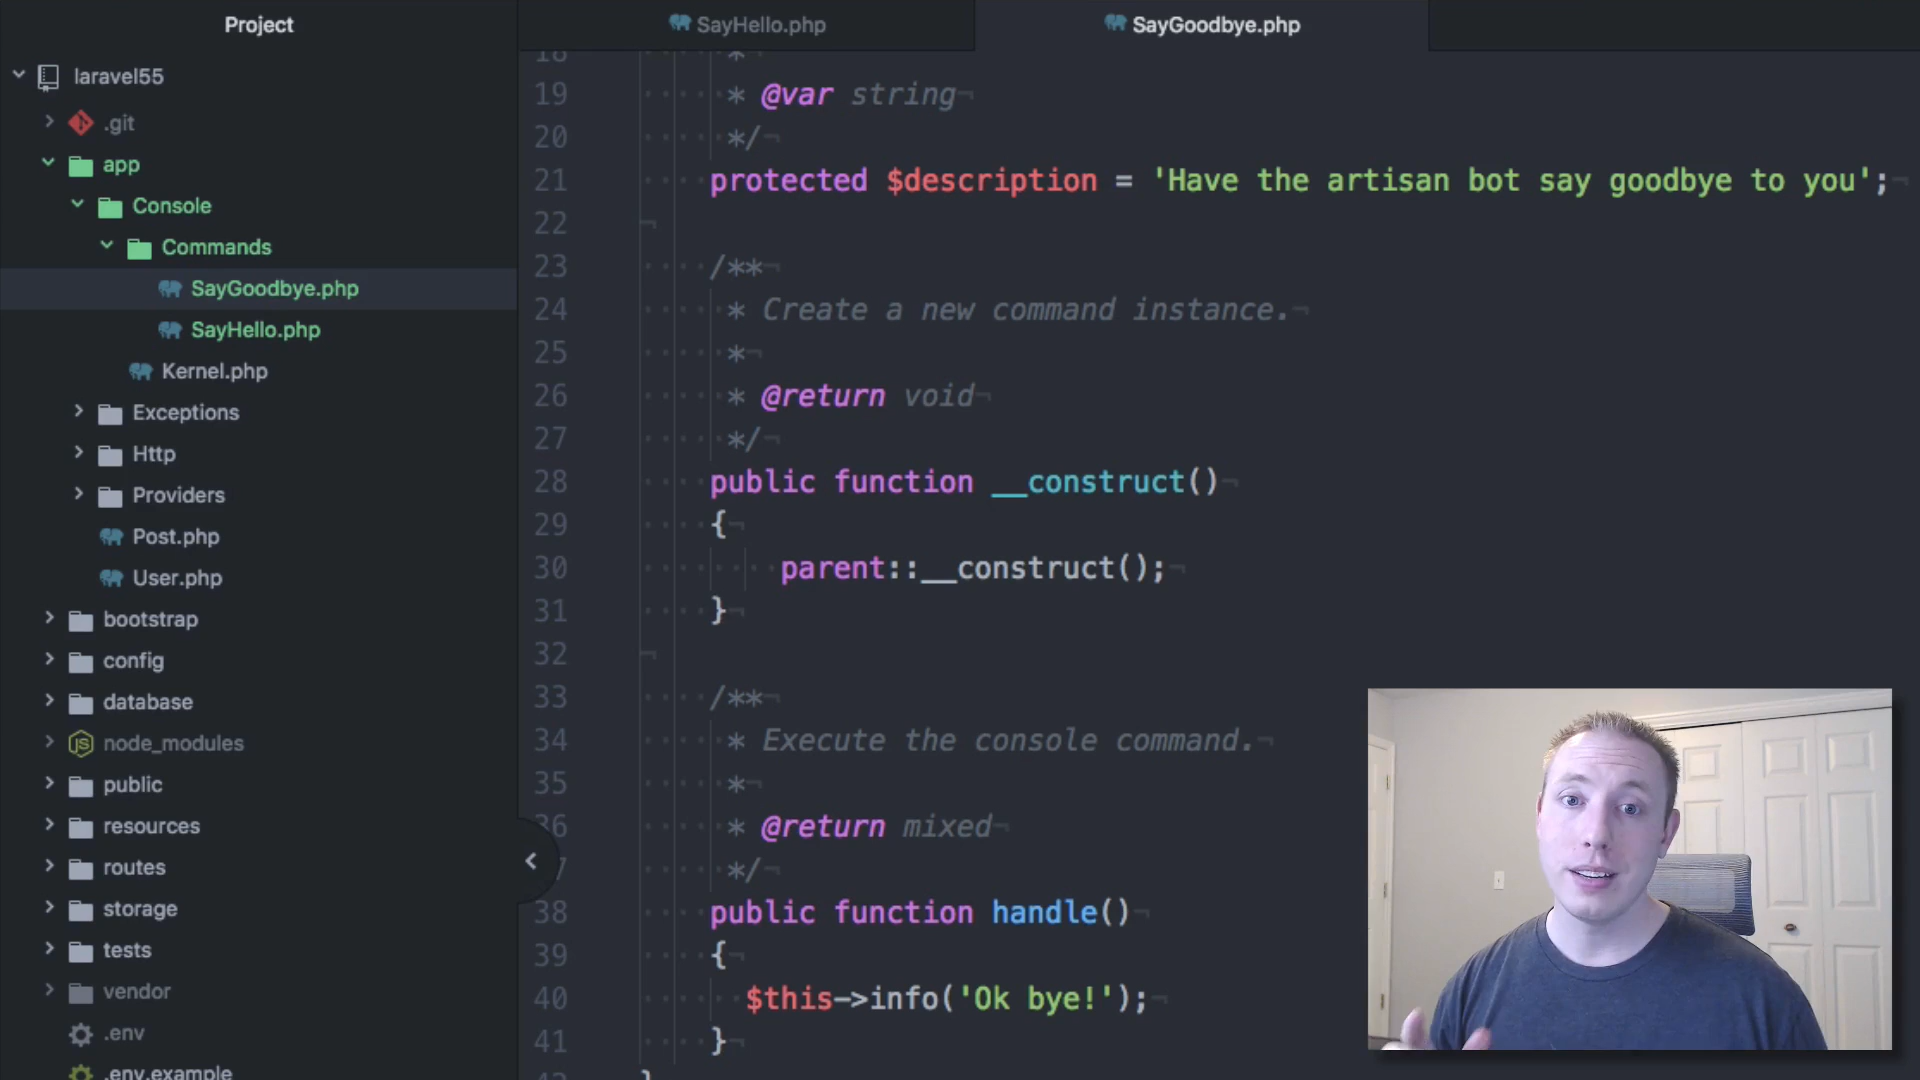 Project
laravel55
.git
app
Console
Commands
SayGoodbye.php
SayHello.php
Kernel.php
Exceptions
Http
Providers
Post.php
User.php
bootstrap
config
database
node_modules
public
resources
routes
storage
tests
vendor
.env
.env.example
SayHello.php
SayGoodbye.php
18 *
19 * @var string
20 */
21 protected $description = 'Have the artisan bot say goodbye to you';
22
23 /**
24 * Create a new command instance.
25 *
26 * @return void
27 */
28 public function __construct()
29 {
30 parent::__construct();
31 }
32
33 /**
34 * Execute the console command.
35 *
36 * @return mixed
7 */
38 public function handle()
39 {
40 $this->info('Ok bye!');
41 }
42 }